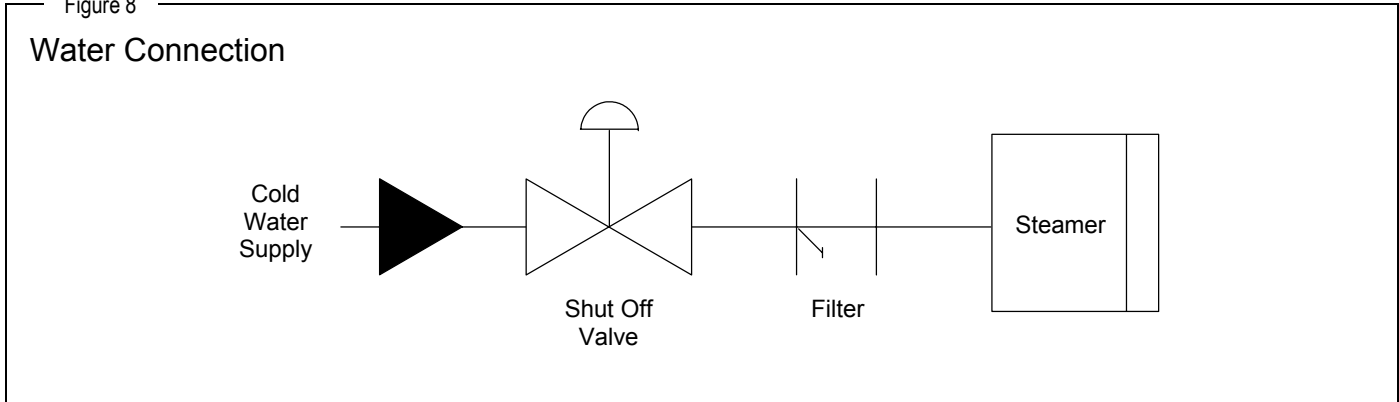 Figure 8
Water Connection
Cold
Water
Supply
Shut Off
Valve
Filter
Steamer